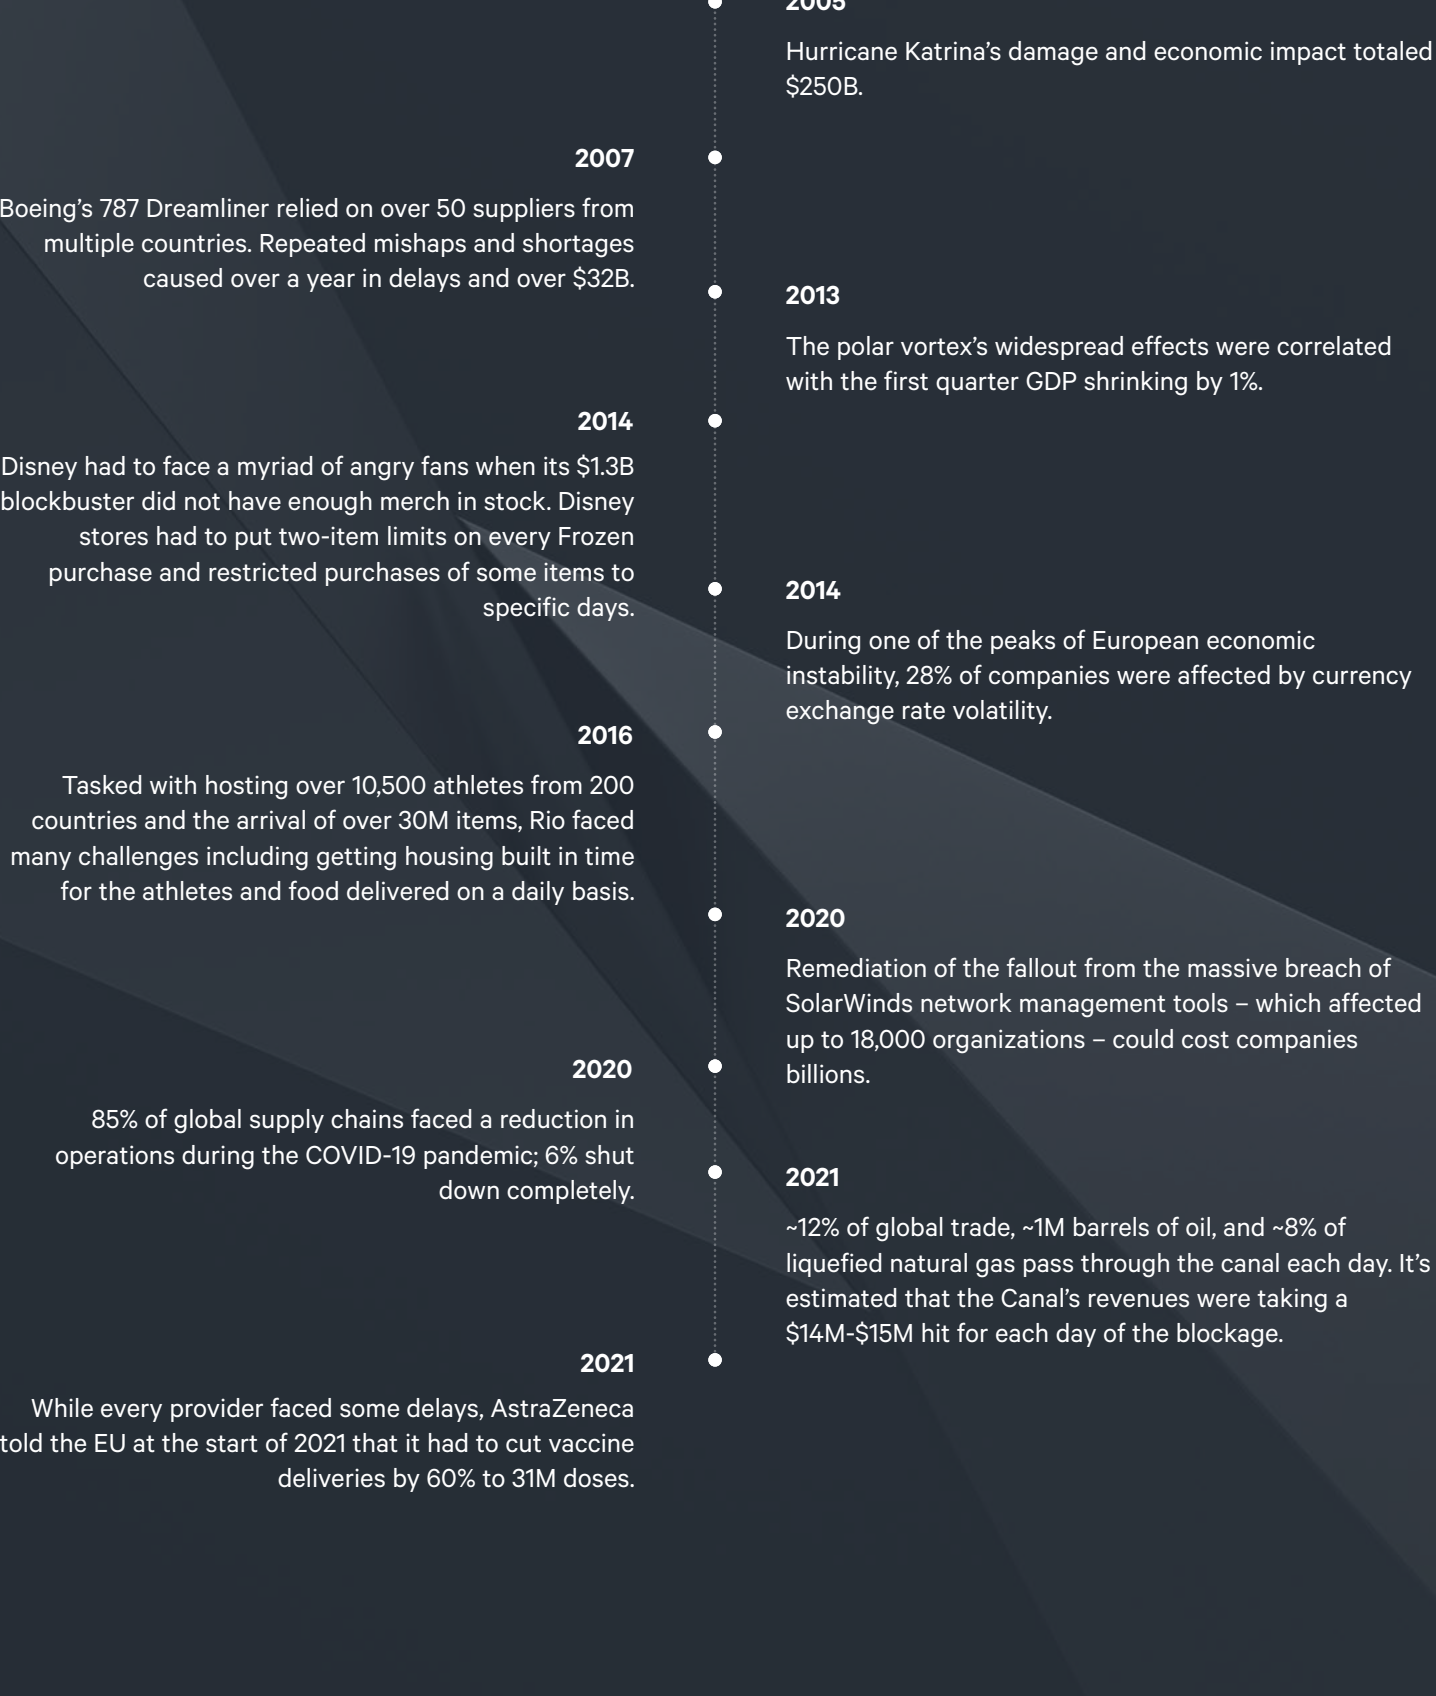 2005
Hurricane Katrina’s damage and economic impact totaled
$250B.
2007
Boeing’s 787 Dreamliner relied on over 50 suppliers from
multiple countries. Repeated mishaps and shortages
caused over a year in delays and over $32B.
2013
The polar vortex’s widespread effects were correlated
with the first quarter GDP shrinking by 1%.
2014
Disney had to face a myriad of angry fans when its $1.3B
blockbuster did not have enough merch in stock. Disney
stores had to put two-item limits on every Frozen
purchase and restricted purchases of some items to
specific days.
2014
During one of the peaks of European economic
instability, 28% of companies were affected by currency
exchange rate volatility.
2016
Tasked with hosting over 10,500 athletes from 200
countries and the arrival of over 30M items, Rio faced
many challenges including getting housing built in time
for the athletes and food delivered on a daily basis.
2020
Remediation of the fallout from the massive breach of
SolarWinds network management tools – which affected
up to 18,000 organizations – could cost companies
billions.
2020
85% of global supply chains faced a reduction in
operations during the COVID-19 pandemic; 6% shut
down completely.
2021
~12% of global trade, ~1M barrels of oil, and ~8% of
liquefied natural gas pass through the canal each day. It’s
estimated that the Canal’s revenues were taking a
$14M-$15M hit for each day of the blockage.
2021
While every provider faced some delays, AstraZeneca
told the EU at the start of 2021 that it had to cut vaccine
deliveries by 60% to 31M doses.